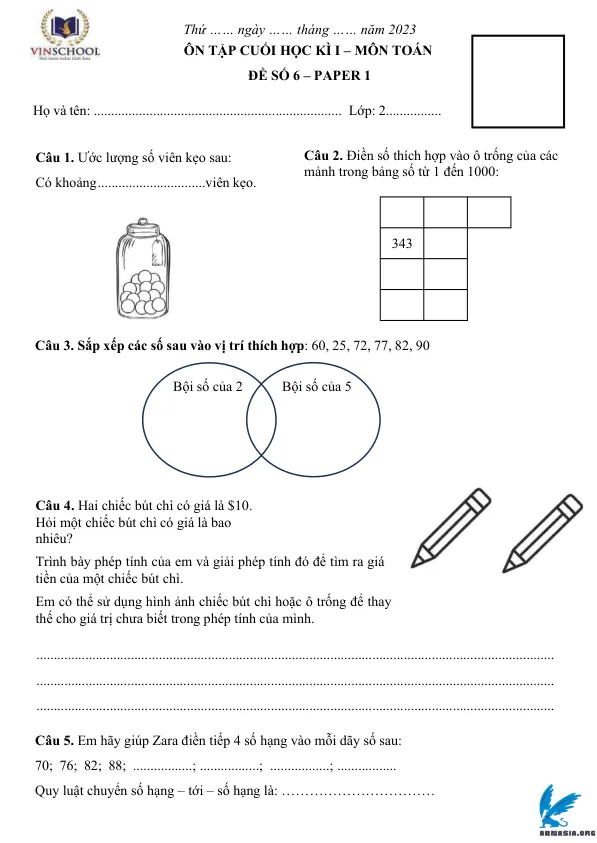 VINSCHOOL
Thứ …… ngày …… tháng …… năm 2023
ÔN TẬP CUỐI HỌC KÌ I – MÔN TOÁN
ĐỀ SỐ 6 – PAPER 1
Họ và tên: ....................................................................... Lớp: 2................
Câu 1. Ước lượng số viên kẹo sau:
Có khoảng...............................viên kẹo.
Câu 2. Điền số thích hợp vào ô trống của các
mảnh trong bảng số từ 1 đến 1000:
343
Câu 3. Sắp xếp các số sau vào vị trí thích hợp: 60, 25, 72, 77, 82, 90
Bội số của 2
Bội số của 5
Câu 4. Hai chiếc bút chì có giá là $10.
Hỏi một chiếc bút chì có giá là bao
nhiêu?
Trình bày phép tính của em và giải phép tính đó để tìm ra giá
tiền của một chiếc bút chì.
Em có thể sử dụng hình ảnh chiếc bút chì hoặc ô trống để thay
thế cho giá trị chưa biết trong phép tính của mình.
Câu 5. Em hãy giúp Zara điền tiếp 4 số hạng vào mỗi dãy số sau:
70; 76; 82; 88; .................; .................; .................; .................
Quy luật chuyển số hạng – tới – số hạng là: ……………………………
ABNASIA.ORG